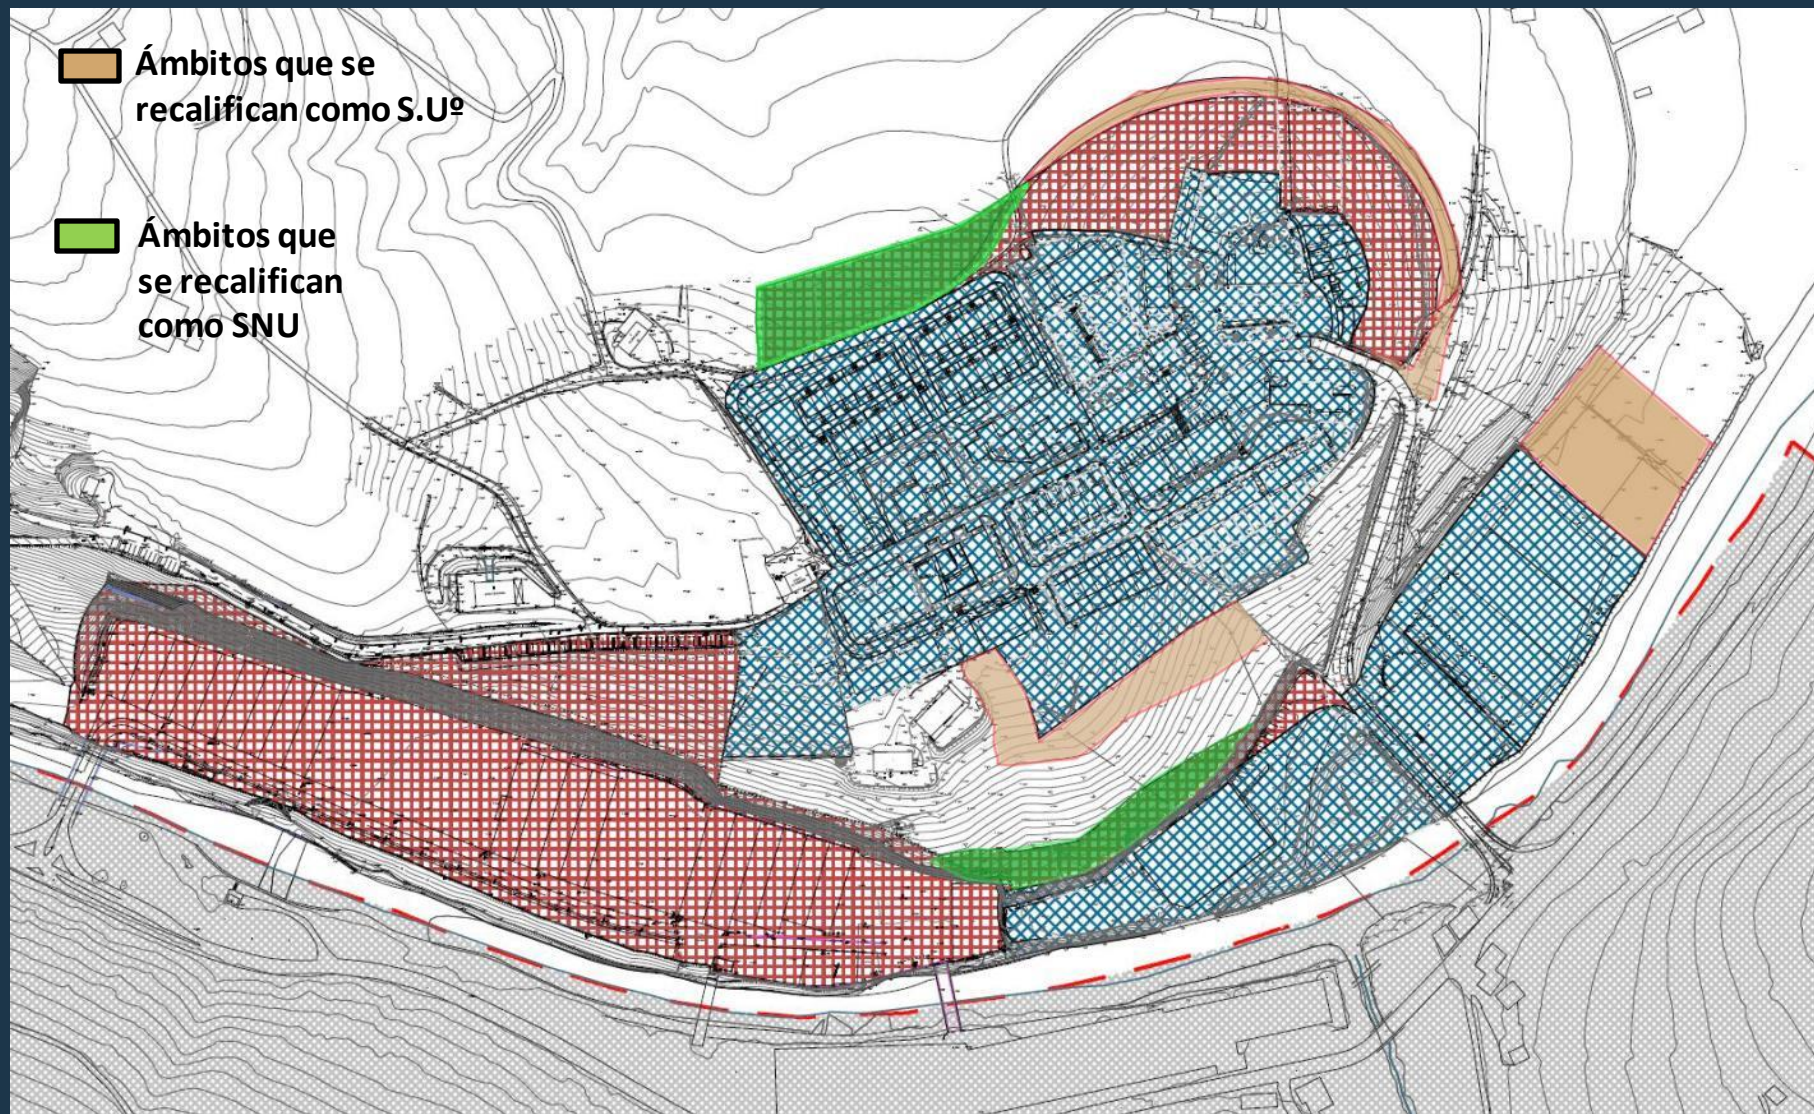 Ámbitos que se
recalifican como S.Uº
Ámbitos que
se recalifican
como SNU